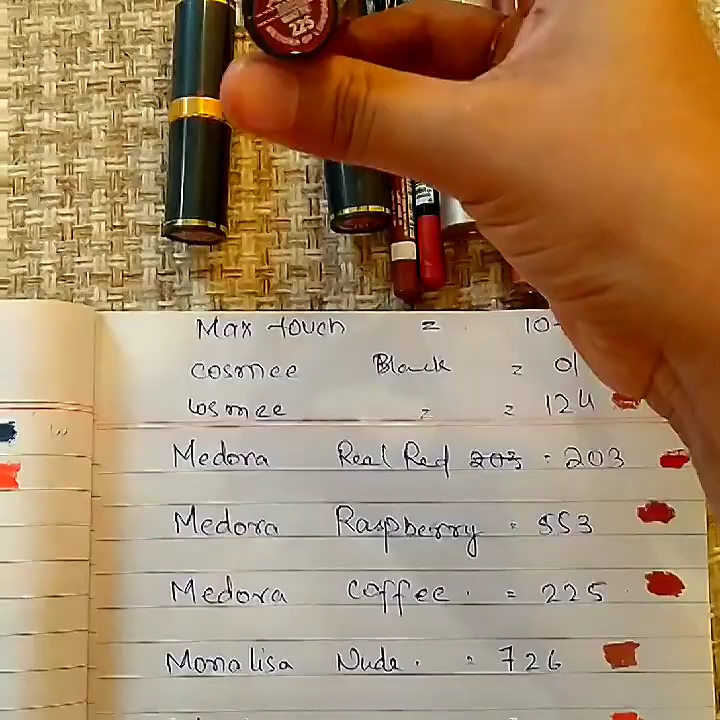 225
Max touch = 10-
cosmee Black = 01
cosmee = = 124
Medora Real Red 203 = 203
Medora Raspberry = 553
Medora coffee. = 225
Monalisa Nude. = 726